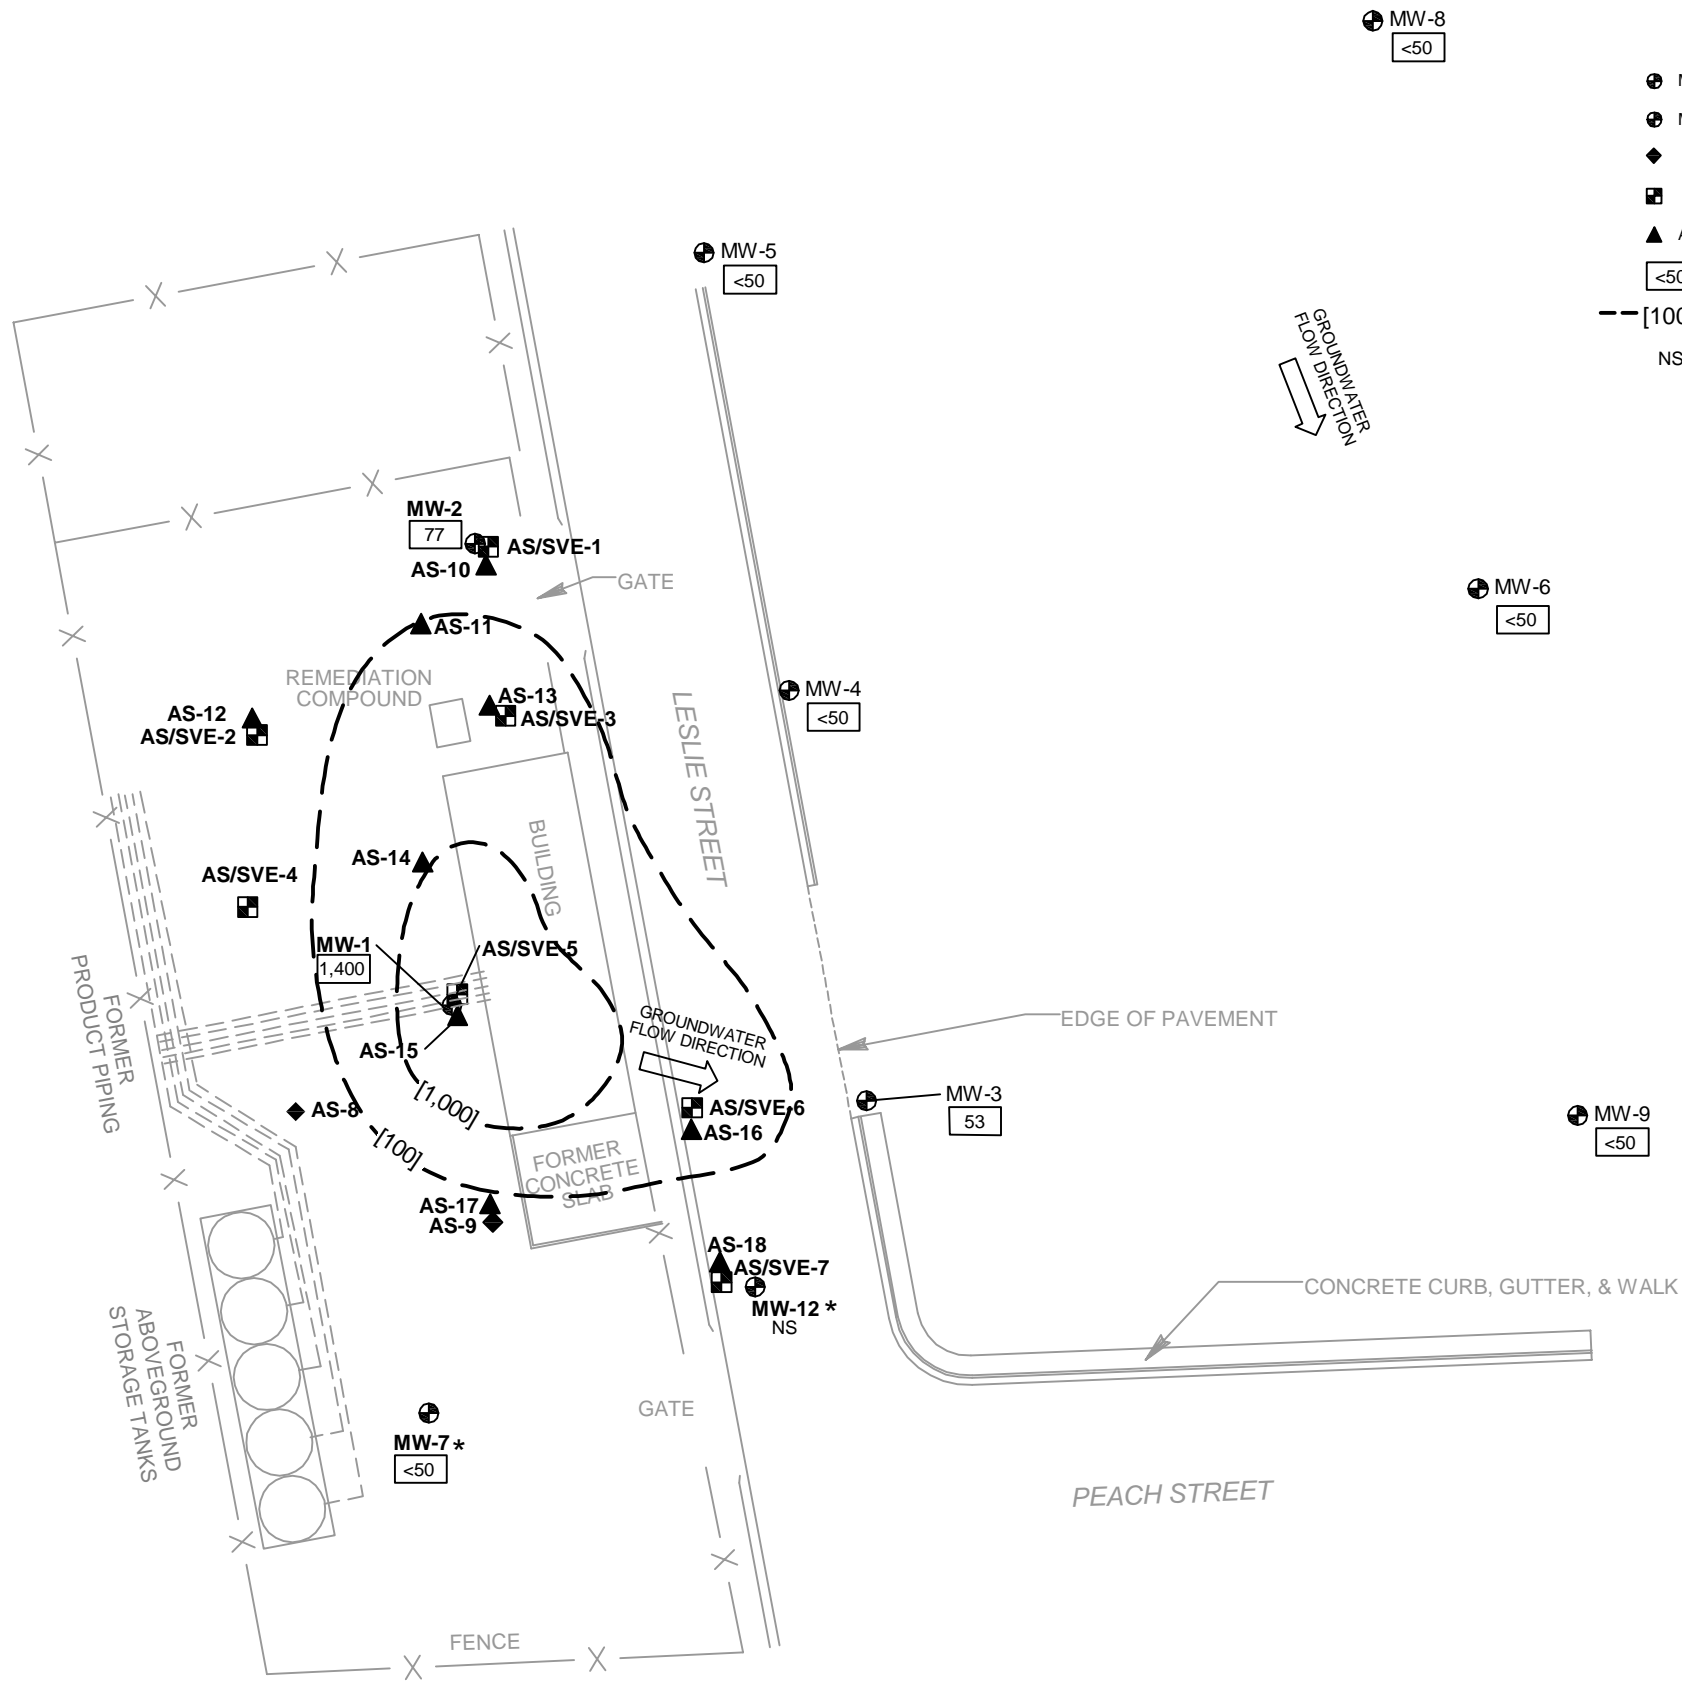 MW-8
<50
MW-5
<50
[100
NS
<50
GROUNDWATER
FLOW DIRECTION
MW-2
77
AS/SVE-1
AS-10
GATE
AS-11
MW-6
<50
REMEDIATION
COMPOUND
AS-13
AS/SVE-3
AS-12
AS/SVE-2
MW-4
<50
LESLIE STREET
BUILDING
AS-14
AS/SVE-4
MW-1
1,400
AS/SVE-5
FORMER
PRODUCT PIPING
AS-15
GROUNDWATER
FLOW DIRECTION
EDGE OF PAVEMENT
[1,000]
AS-8
[100]
AS/SVE-6
AS-16
MW-3
53
MW-9
<50
FORMER
CONCRETE
SLAB
AS-17
AS-9
AS-18
AS/SVE-7
MW-12 *
NS
CONCRETE CURB, GUTTER, & WALK
FORMER
ABOVEGROUND
STORAGE TANKS
GATE
MW-7 *
<50
PEACH STREET
FENCE